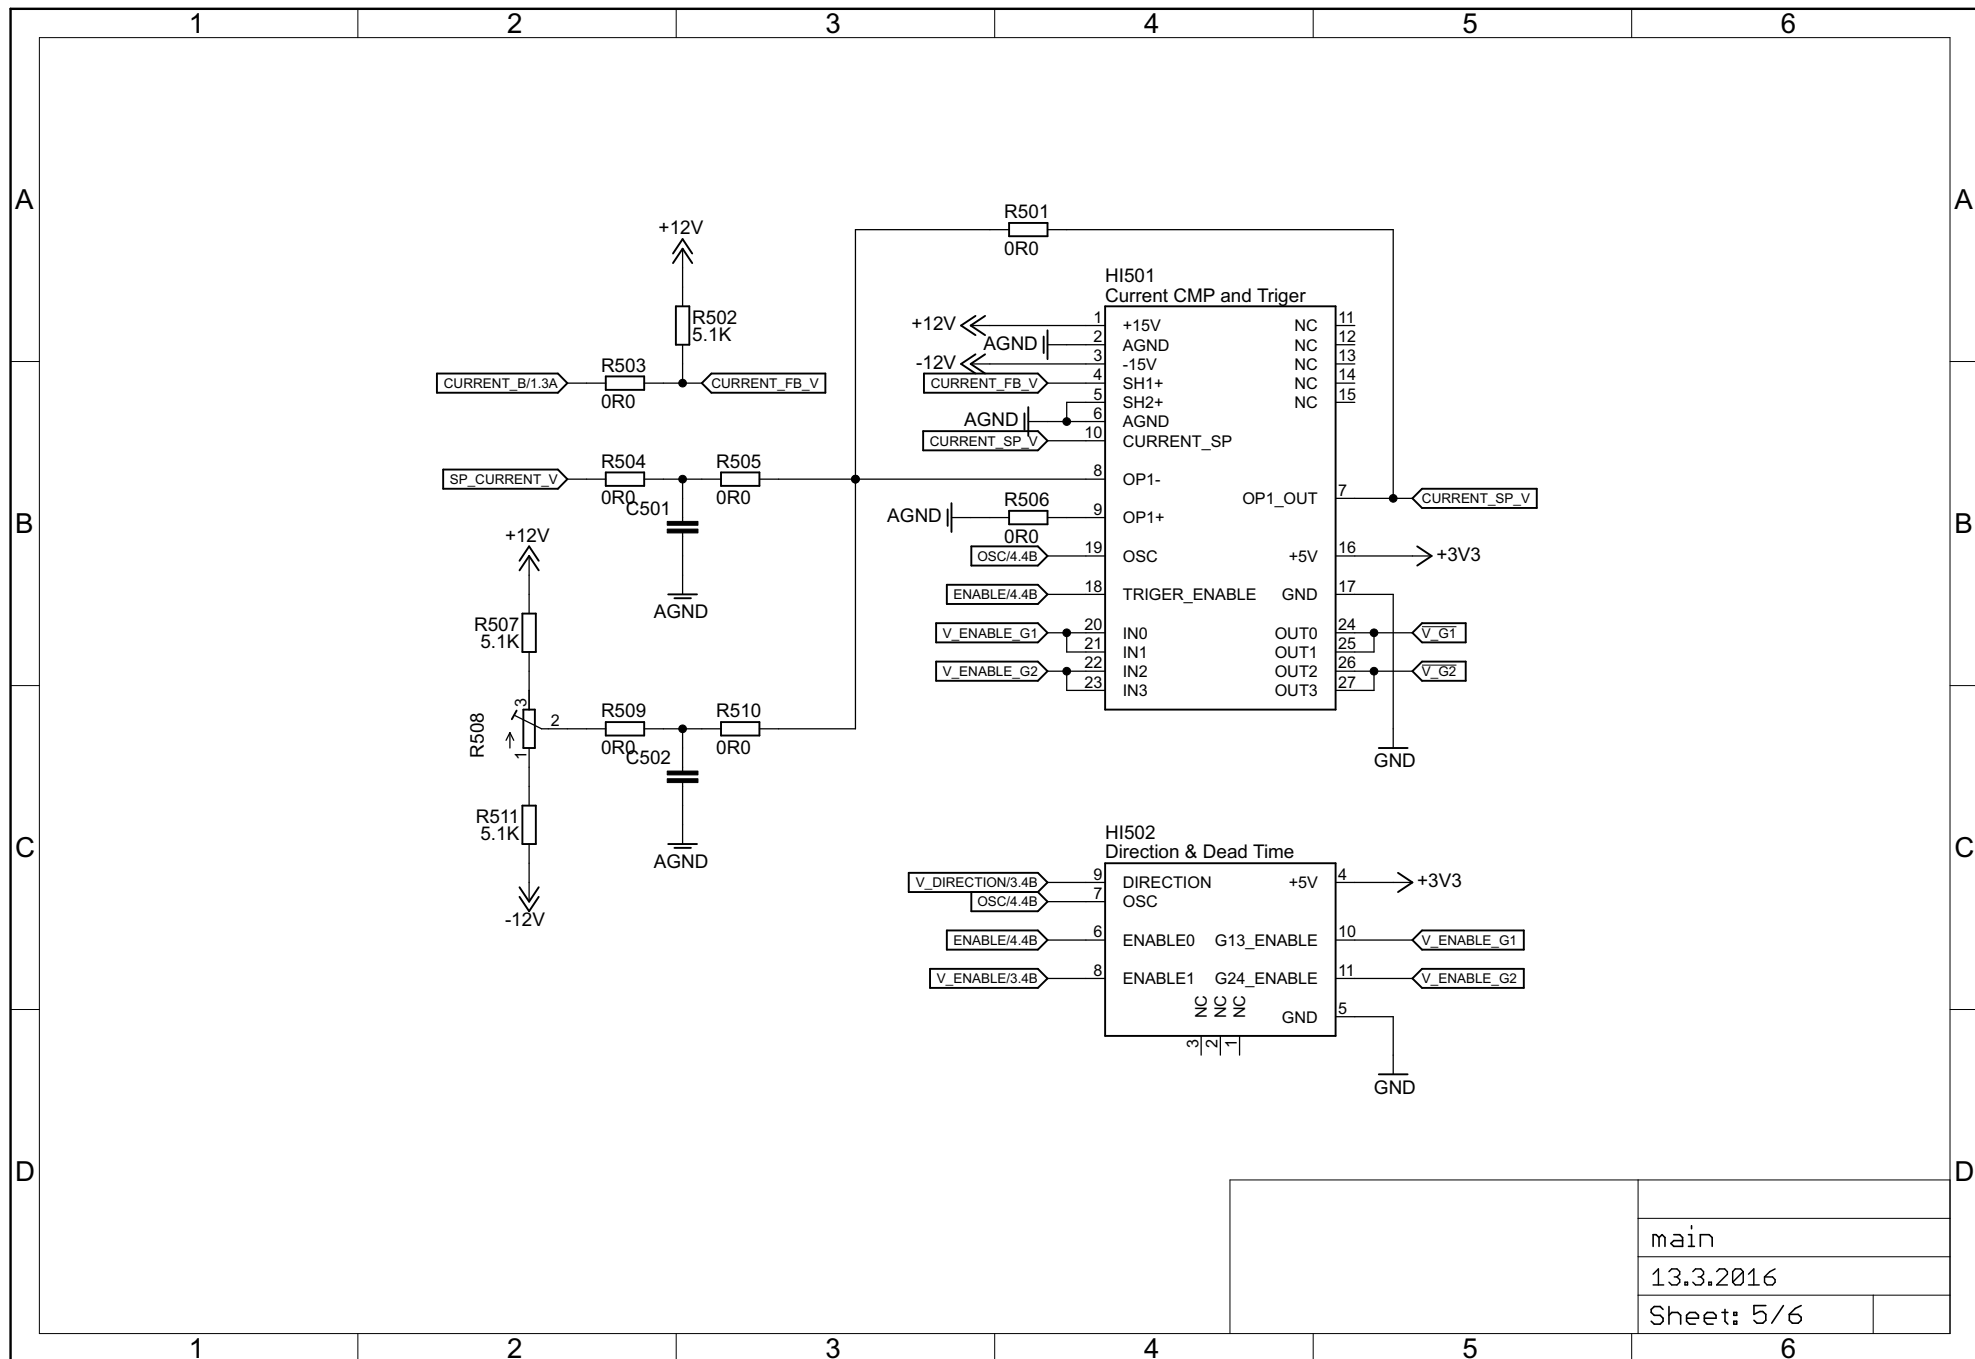 1 2 3 4 5 6
A A
R501
0R0
+12V
R502
5.1K
HI501
Current CMP and Triger
+12V 1 +15V NC 11
AGND 2 AGND NC 12
-12V 3 -15V NC 13
CURRENT_FB_V 4 SH1+ NC 14
5 SH2+ NC 15
AGND 6 AGND
CURRENT_SP_V 10 CURRENT_SP
R503
CURRENT_B/1.3A CURRENT_FB_V
0R0
R504 R505
SP_CURRENT_V
0R0 0R0
C501
AGND
8 OP1-
OP1_OUT 7 CURRENT_SP_V
R506
AGND 9 OP1+
0R0
B B
OSC/4.4B 19 OSC +5V 16 +3V3
ENABLE/4.4B 18 TRIGER_ENABLE GND 17
V_ENABLE_G1 20 IN0 OUT0 24 V_G1
21 IN1 OUT1 25
V_ENABLE_G2 22 IN2 OUT2 26 V_G2
23 IN3 OUT3 27
GND
+12V
R507
5.1K
R508
3
2
1
R509 R510
0R0 0R0
C502
AGND
R511
5.1K
-12V
C C
HI502
Direction & Dead Time
V_DIRECTION/3.4B 9 DIRECTION +5V 4 +3V3
OSC/4.4B 7 OSC
ENABLE/4.4B 6 ENABLE0 G13_ENABLE 10 V_ENABLE_G1
V_ENABLE/3.4B 8 ENABLE1 G24_ENABLE 11 V_ENABLE_G2
NC NC NC GND 5
3 2 1
GND
D D
main
13.3.2016
Sheet: 5/6
1 2 3 4 5 6